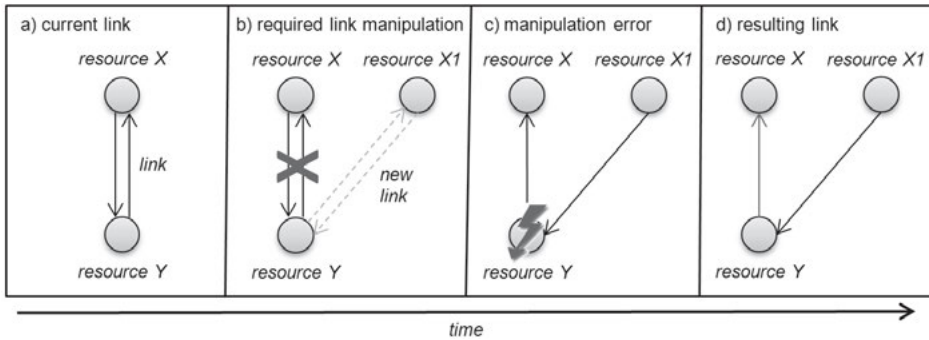 a) current link
resource X
link
resource Y
b) required link manipulation
resource X resource X1
new
link
resource Y
c) manipulation error
resource X resource X1
resource Y
d) resulting link
resource X resource X1
resource Y
time